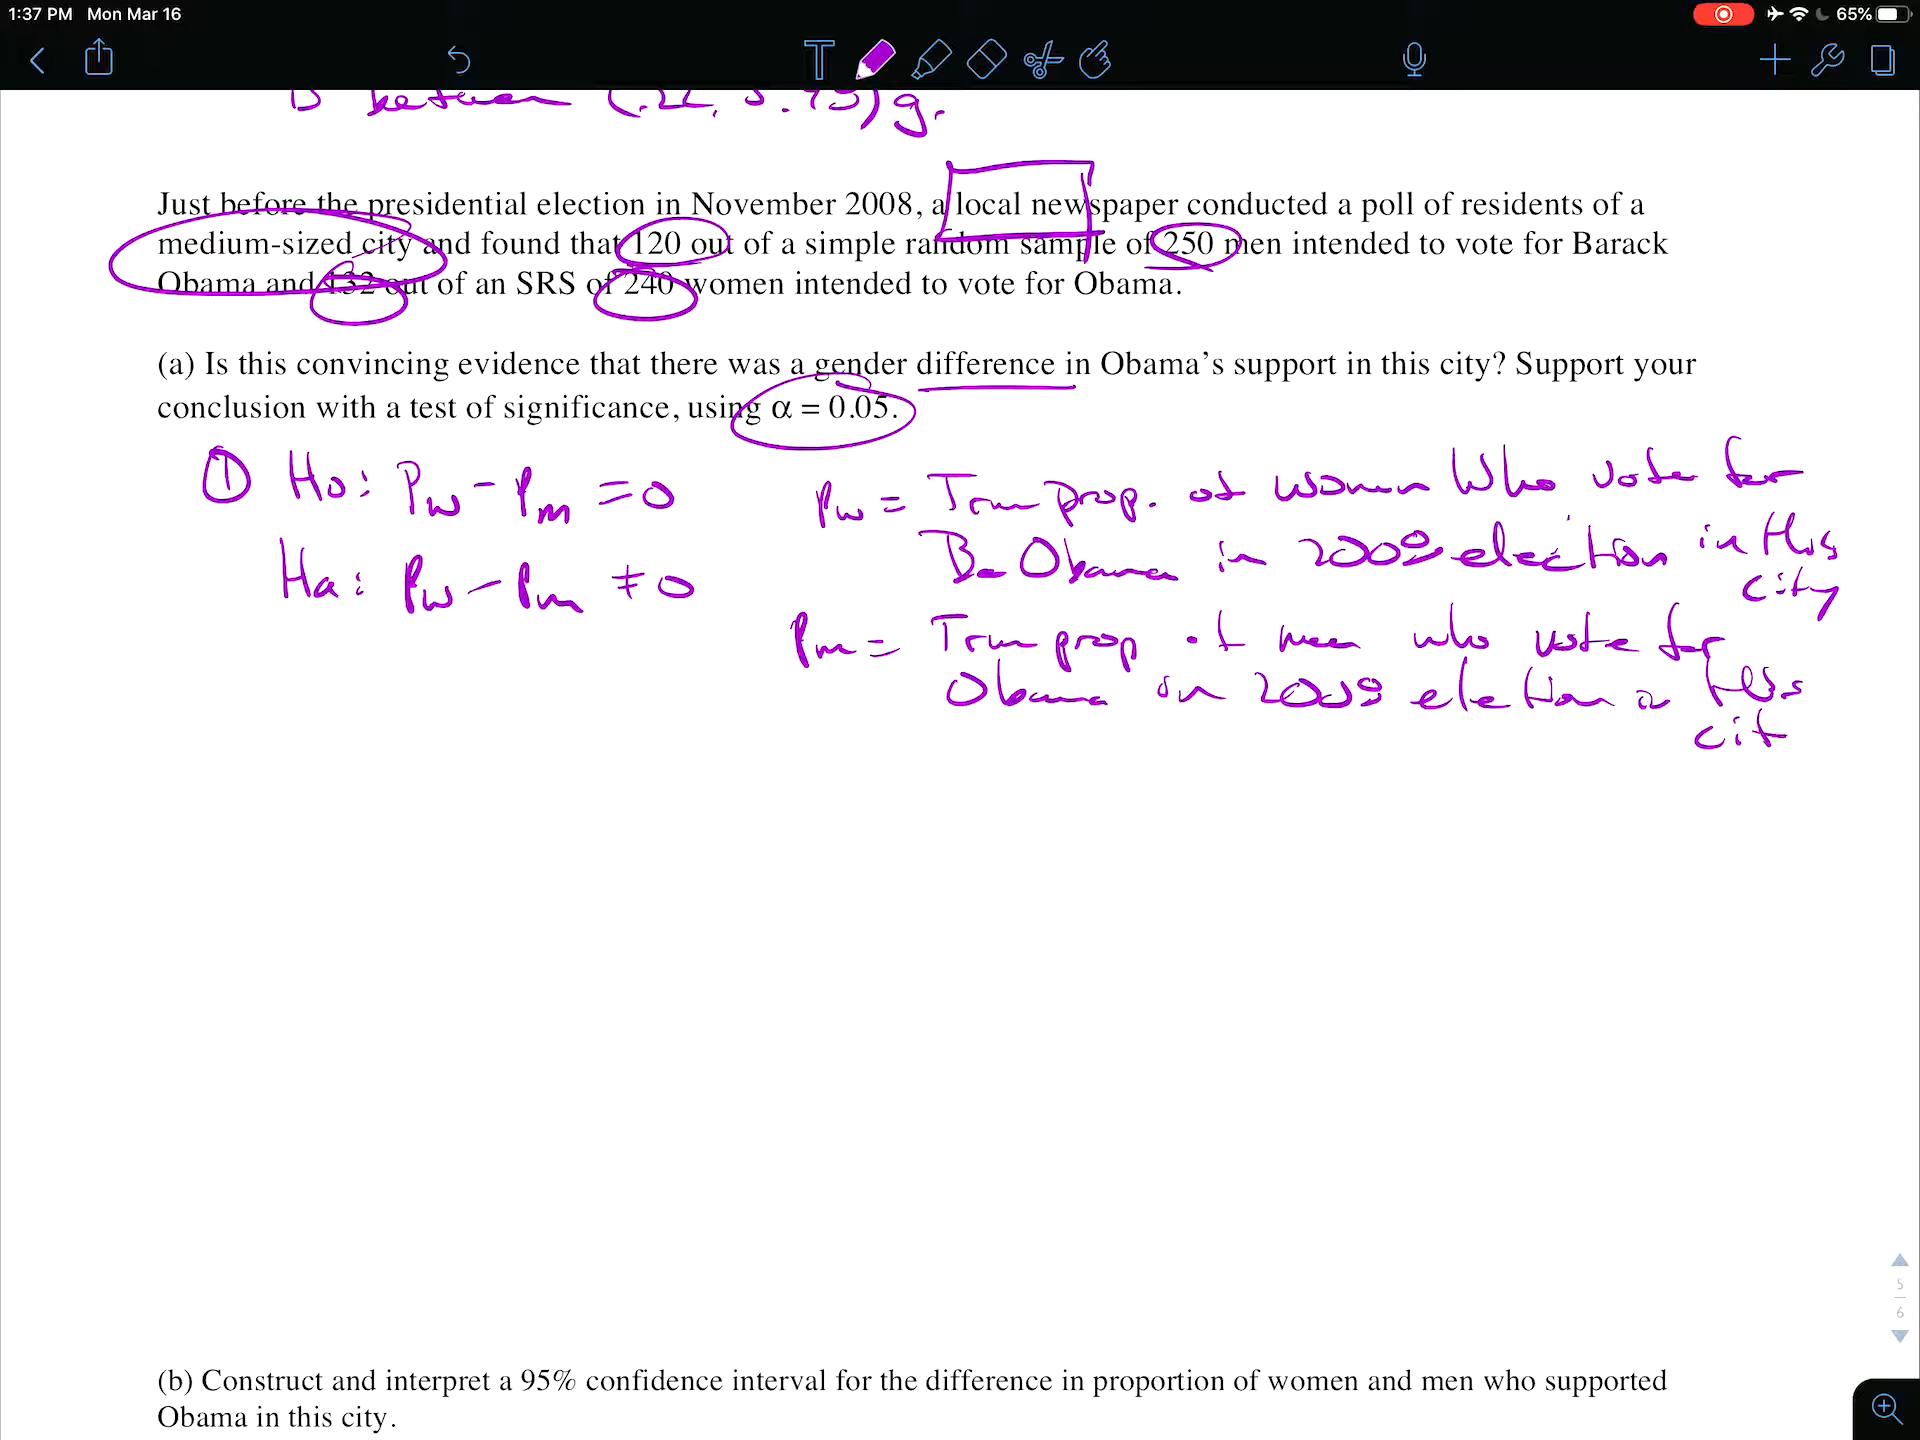 1:37 PM Mon Mar 16
65%
between
g.
Just before the presidential election in November 2008, a local newspaper conducted a poll of residents of a
medium-sized city and found that 120 out of a simple random sample of 250 men intended to vote for Barack
Obama and 132 out of an SRS of 240 women intended to vote for Obama.
(a) Is this convincing evidence that there was a gender difference in Obama's support in this city? Support your
conclusion with a test of significance, using α = 0.05.
① Ho: Pw - Pm = 0
Ha: Pw - Pm ≠ 0
Pw = True prop. of women who vote for
Obama in 2008 election in this
city
Pm = True prop of men who vote for
Obama in 2008 election in this
cit
5
6
(b) Construct and interpret a 95% confidence interval for the difference in proportion of women and men who supported
Obama in this city.